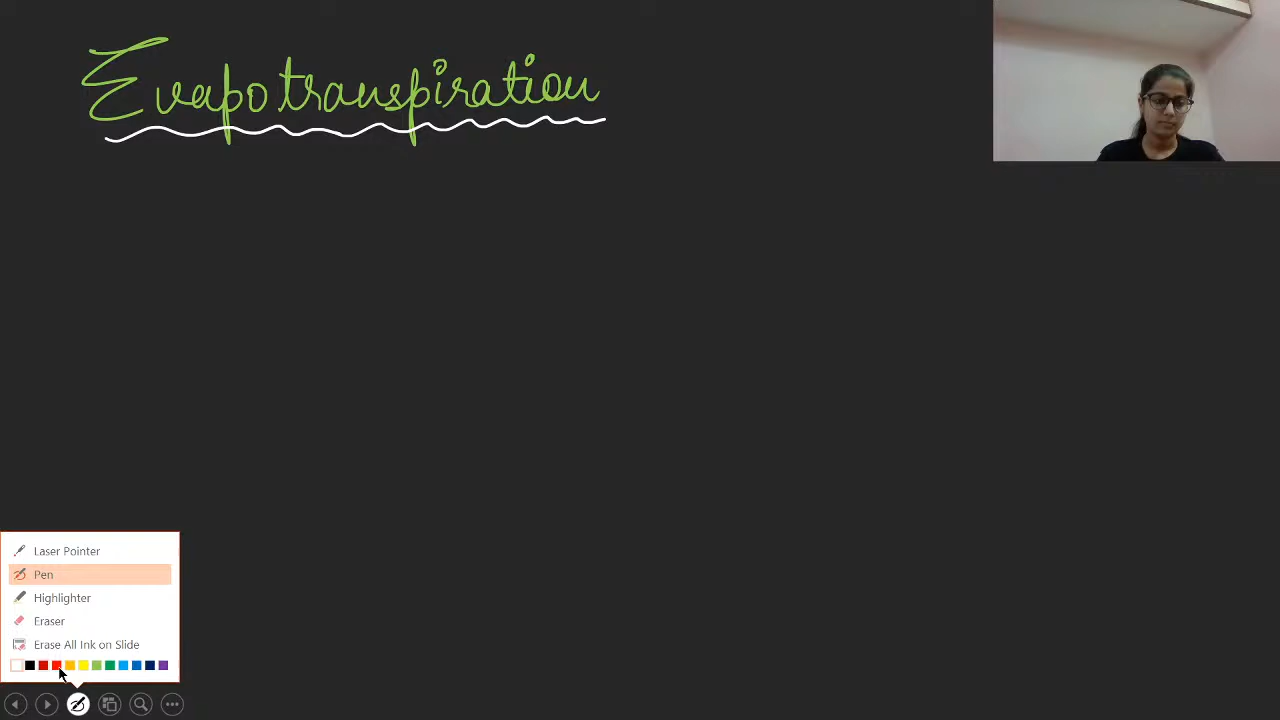 Evapotranspiration
Laser Pointer
Pen
Highlighter
Eraser
Erase All Ink on Slide